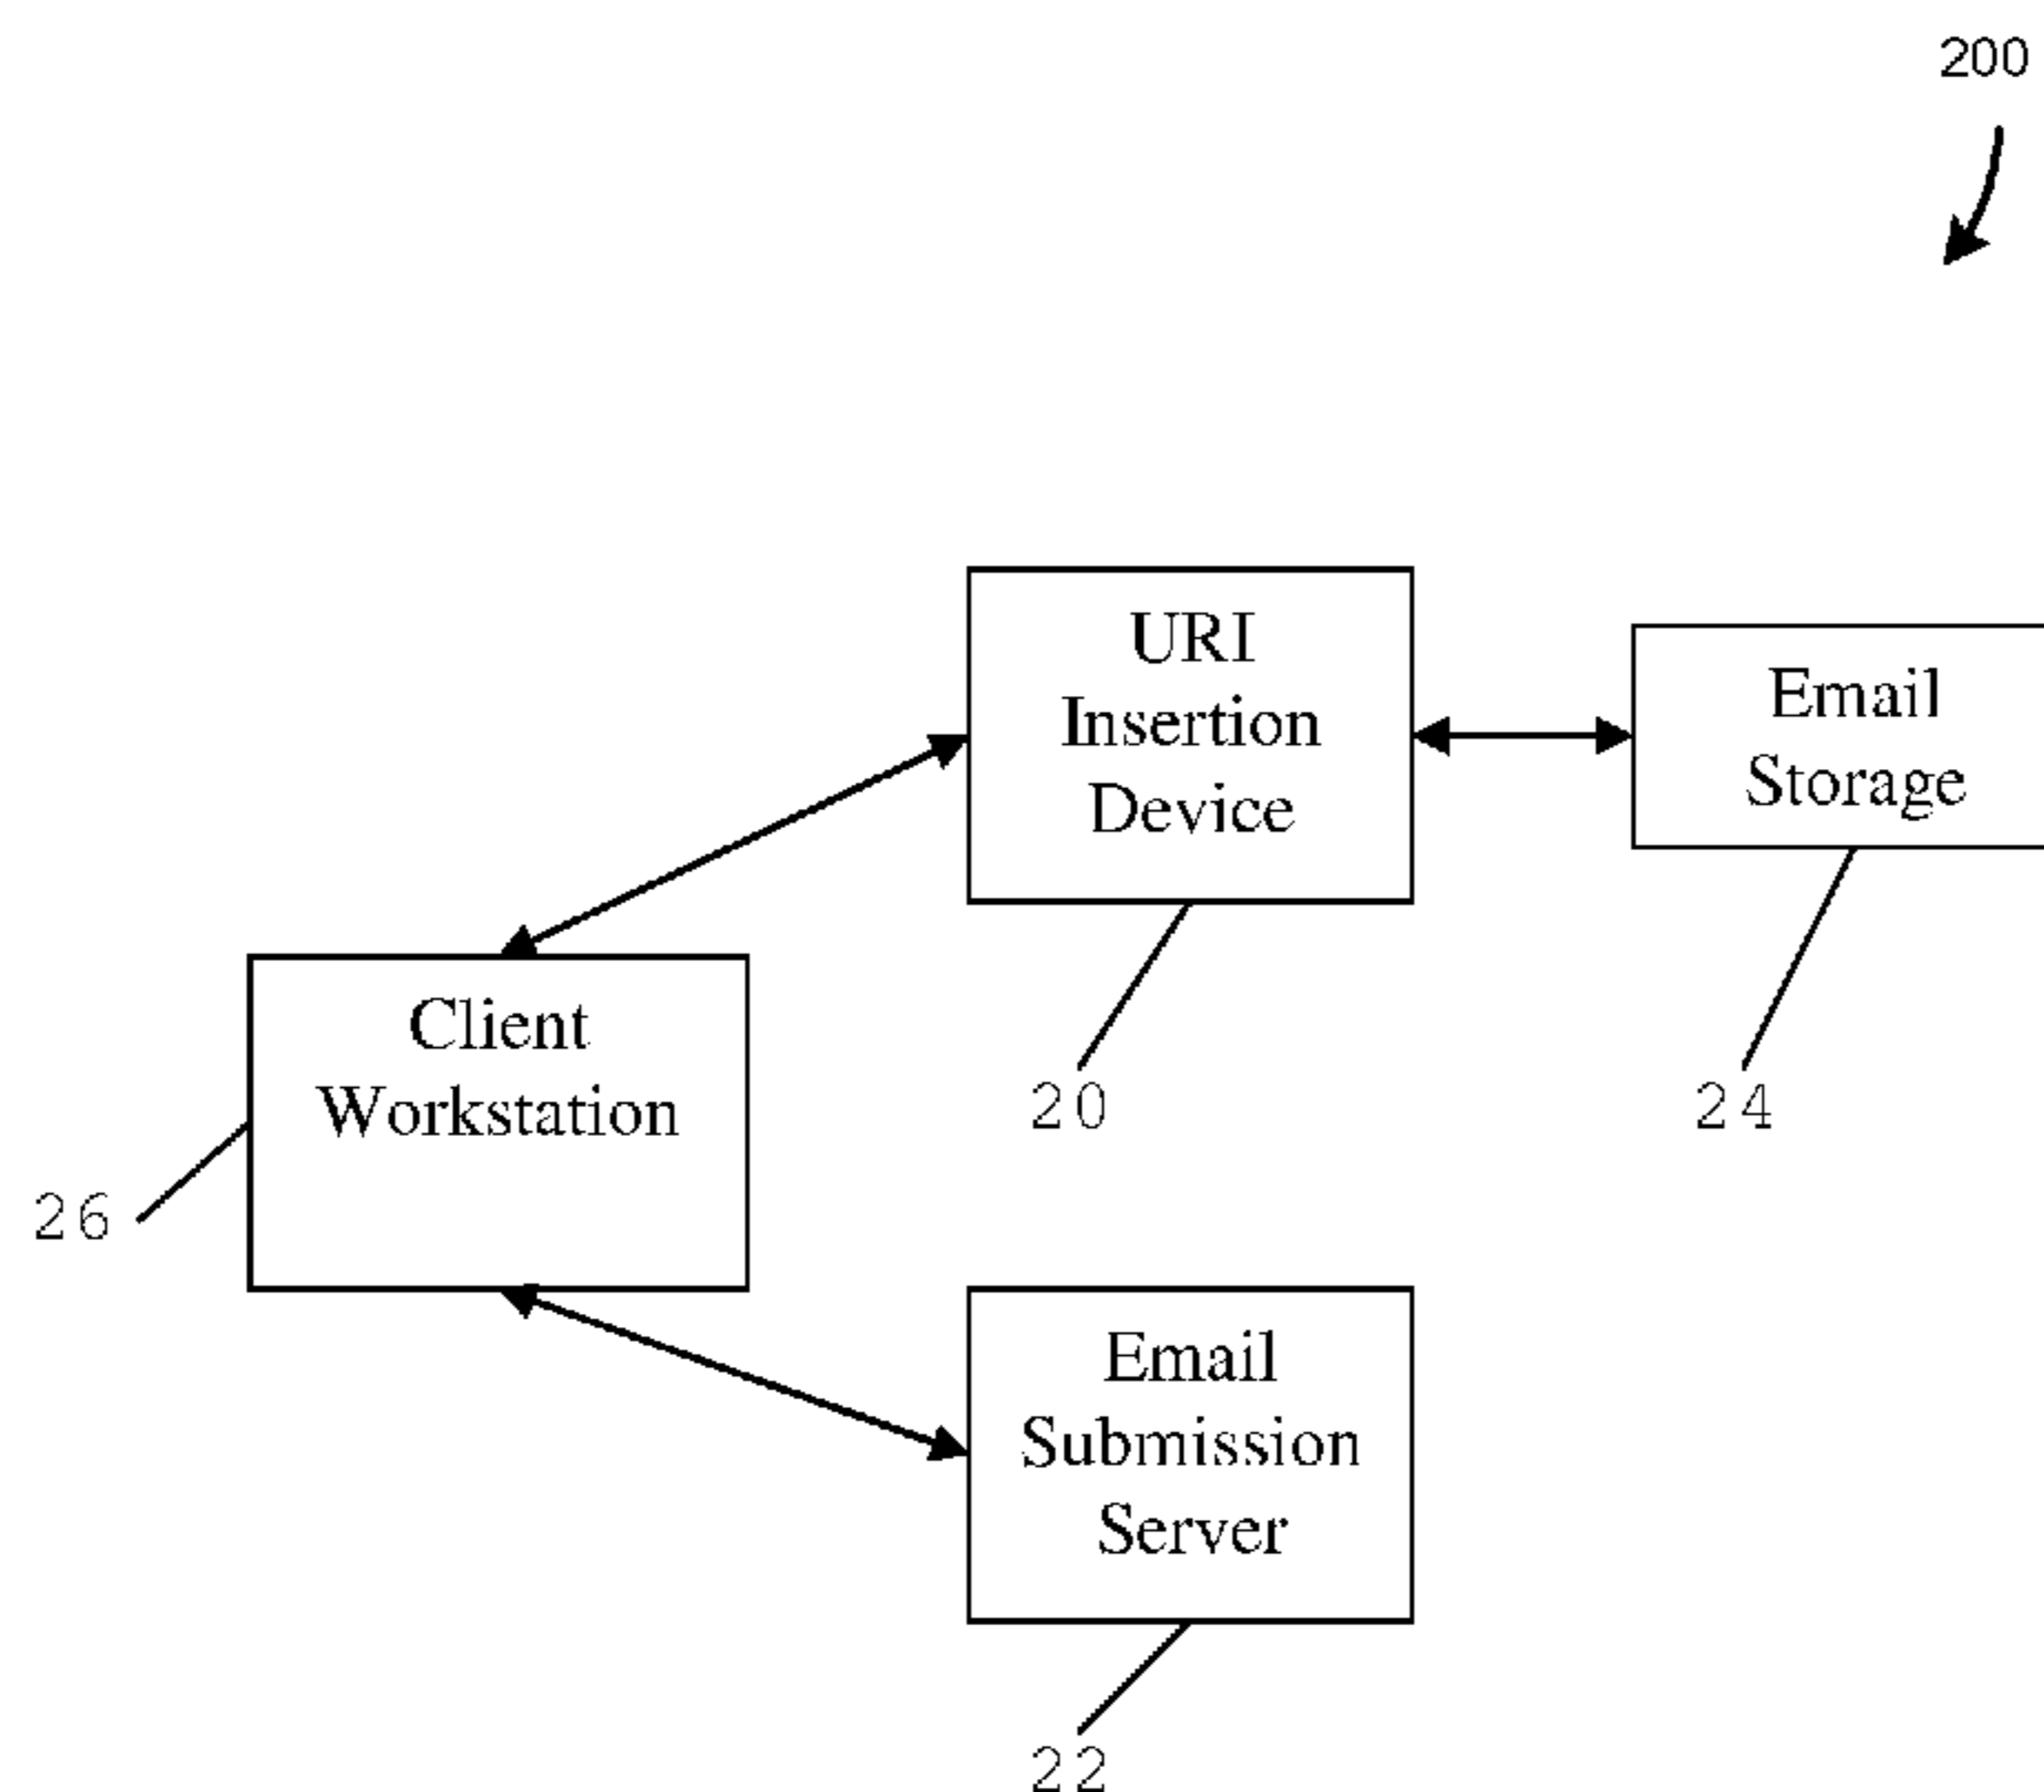 200
URI
Insertion
Device
Email
Storage
Client
Workstation
20
24
26
Email
Submission
Server
22